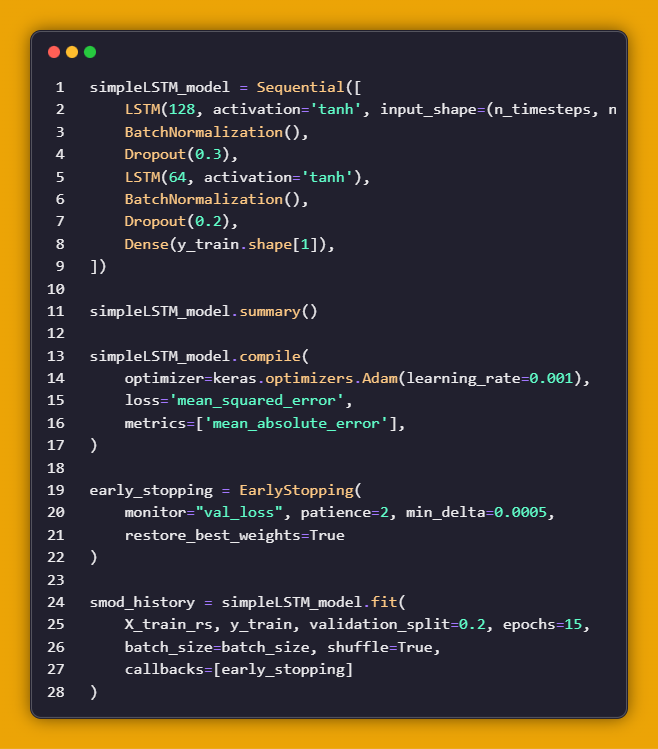 1 simpleLSTM_model = Sequential([
2 LSTM(128, activation='tanh', input_shape=(n_timesteps, n
3 BatchNormalization(),
4 Dropout(0.3),
5 LSTM(64, activation='tanh'),
6 BatchNormalization(),
7 Dropout(0.2),
8 Dense(y_train.shape[1]),
9 ])
10
11 simpleLSTM_model.summary()
12
13 simpleLSTM_model.compile(
14 optimizer=keras.optimizers.Adam(learning_rate=0.001),
15 loss='mean_squared_error',
16 metrics=['mean_absolute_error'],
17 )
18
19 early_stopping = EarlyStopping(
20 monitor="val_loss", patience=2, min_delta=0.0005,
21 restore_best_weights=True
22 )
23
24 smod_history = simpleLSTM_model.fit(
25 X_train_rs, y_train, validation_split=0.2, epochs=15,
26 batch_size=batch_size, shuffle=True,
27 callbacks=[early_stopping]
28 )